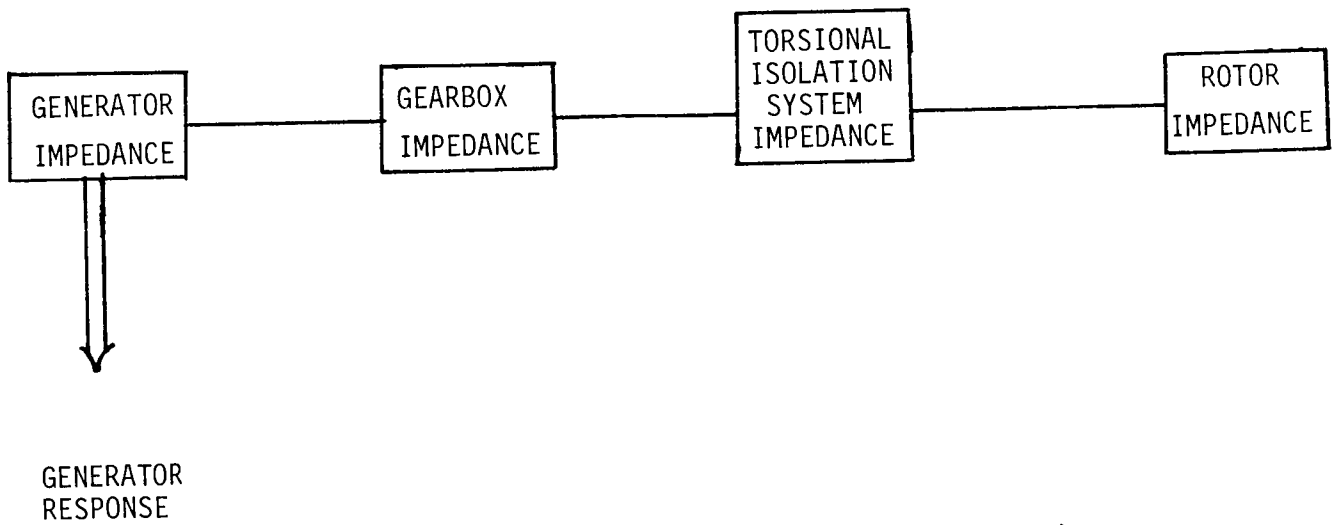 GENERATOR
IMPEDANCE
GEARBOX
IMPEDANCE
TORSIONAL
ISOLATION
SYSTEM
IMPEDANCE
ROTOR
IMPEDANCE
GENERATOR
RESPONSE